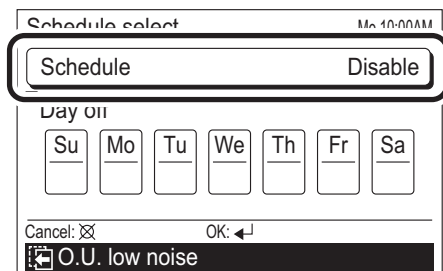 Schedule select Mo 10:00AM
Schedule Disable
Day off
Su Mo Tu We Th Fr Sa
Cancel: OK:
O.U. low noise